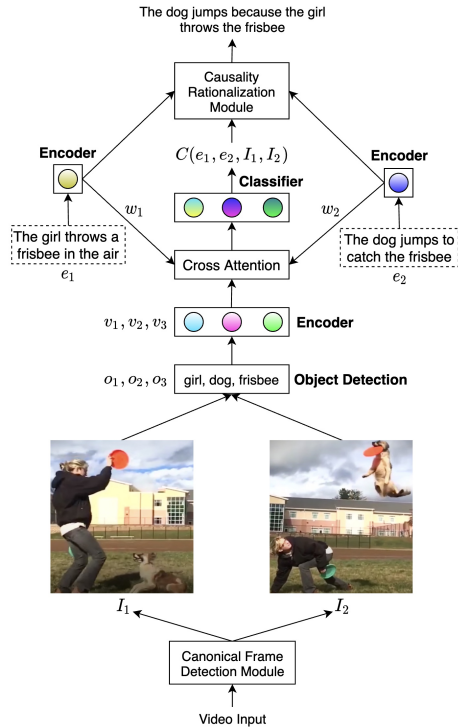 The dog jumps because the girl
throws the frisbee
Causality
Rationalization
Module
Encoder
C(e₁, e₂, I₁, I₂)
Encoder
Classifier
w₁
w₂
The girl throws a
frisbee in the air
e₁
The dog jumps to
catch the frisbee
e₂
Cross Attention
v₁, v₂, v₃
Encoder
o₁, o₂, o₃
girl, dog, frisbee
Object Detection
I₁
I₂
Canonical Frame
Detection Module
Video Input